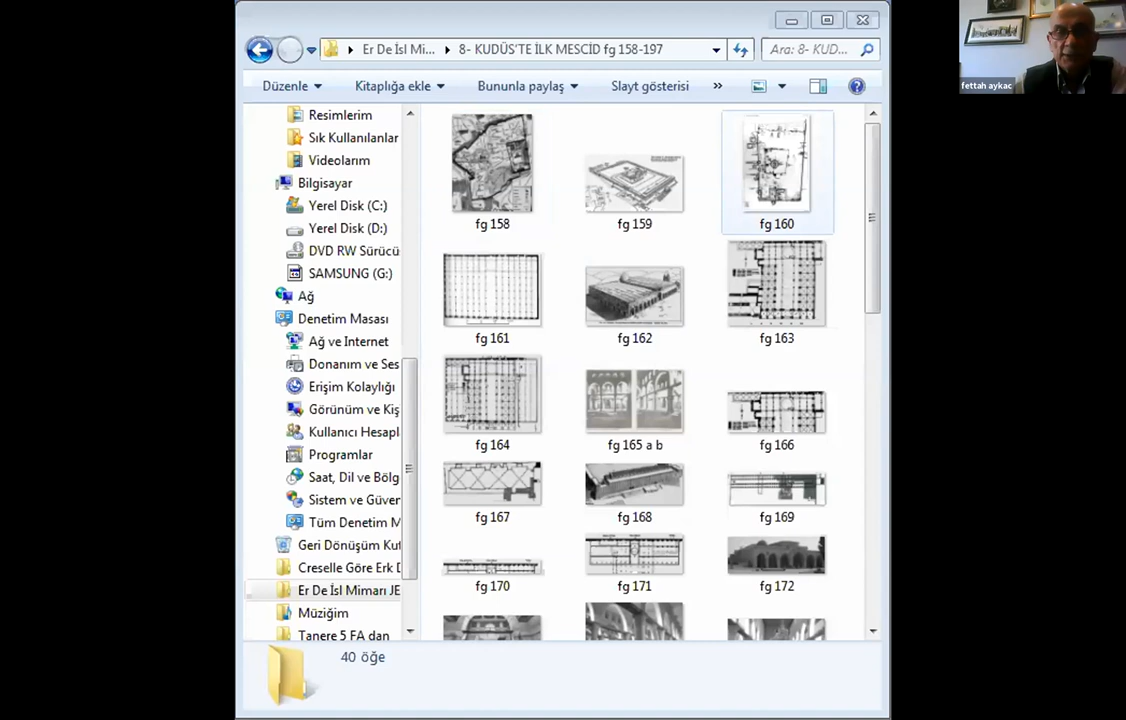 fettah aykac
Er De İsl Mi...
8- KUDÜS'TE İLK MESCİD fg 158-197
Ara: 8- KUD...
Düzenle
Kitaplığa ekle
Bununla paylaş
Slayt gösterisi
»
Resimlerim
Sık Kullanılanlar
Videolarım
Bilgisayar
Yerel Disk (C:)
Yerel Disk (D:)
DVD RW Sürücü
SAMSUNG (G:)
Ağ
Denetim Masası
Ağ ve Internet
Donanım ve Ses
Erişim Kolaylığı
Görünüm ve Kiş
Kullanıcı Hesapl
Programlar
Saat, Dil ve Bölg
Sistem ve Güven
Tüm Denetim M
Geri Dönüşüm Kut
Creselle Göre Erk D
Er De İsl Mimarı JE
Müziğim
Tanere 5 FA dan
fg 158
fg 159
fg 160
fg 161
fg 162
fg 163
fg 164
fg 165 a b
fg 166
fg 167
fg 168
fg 169
fg 170
fg 171
fg 172
40 öğe